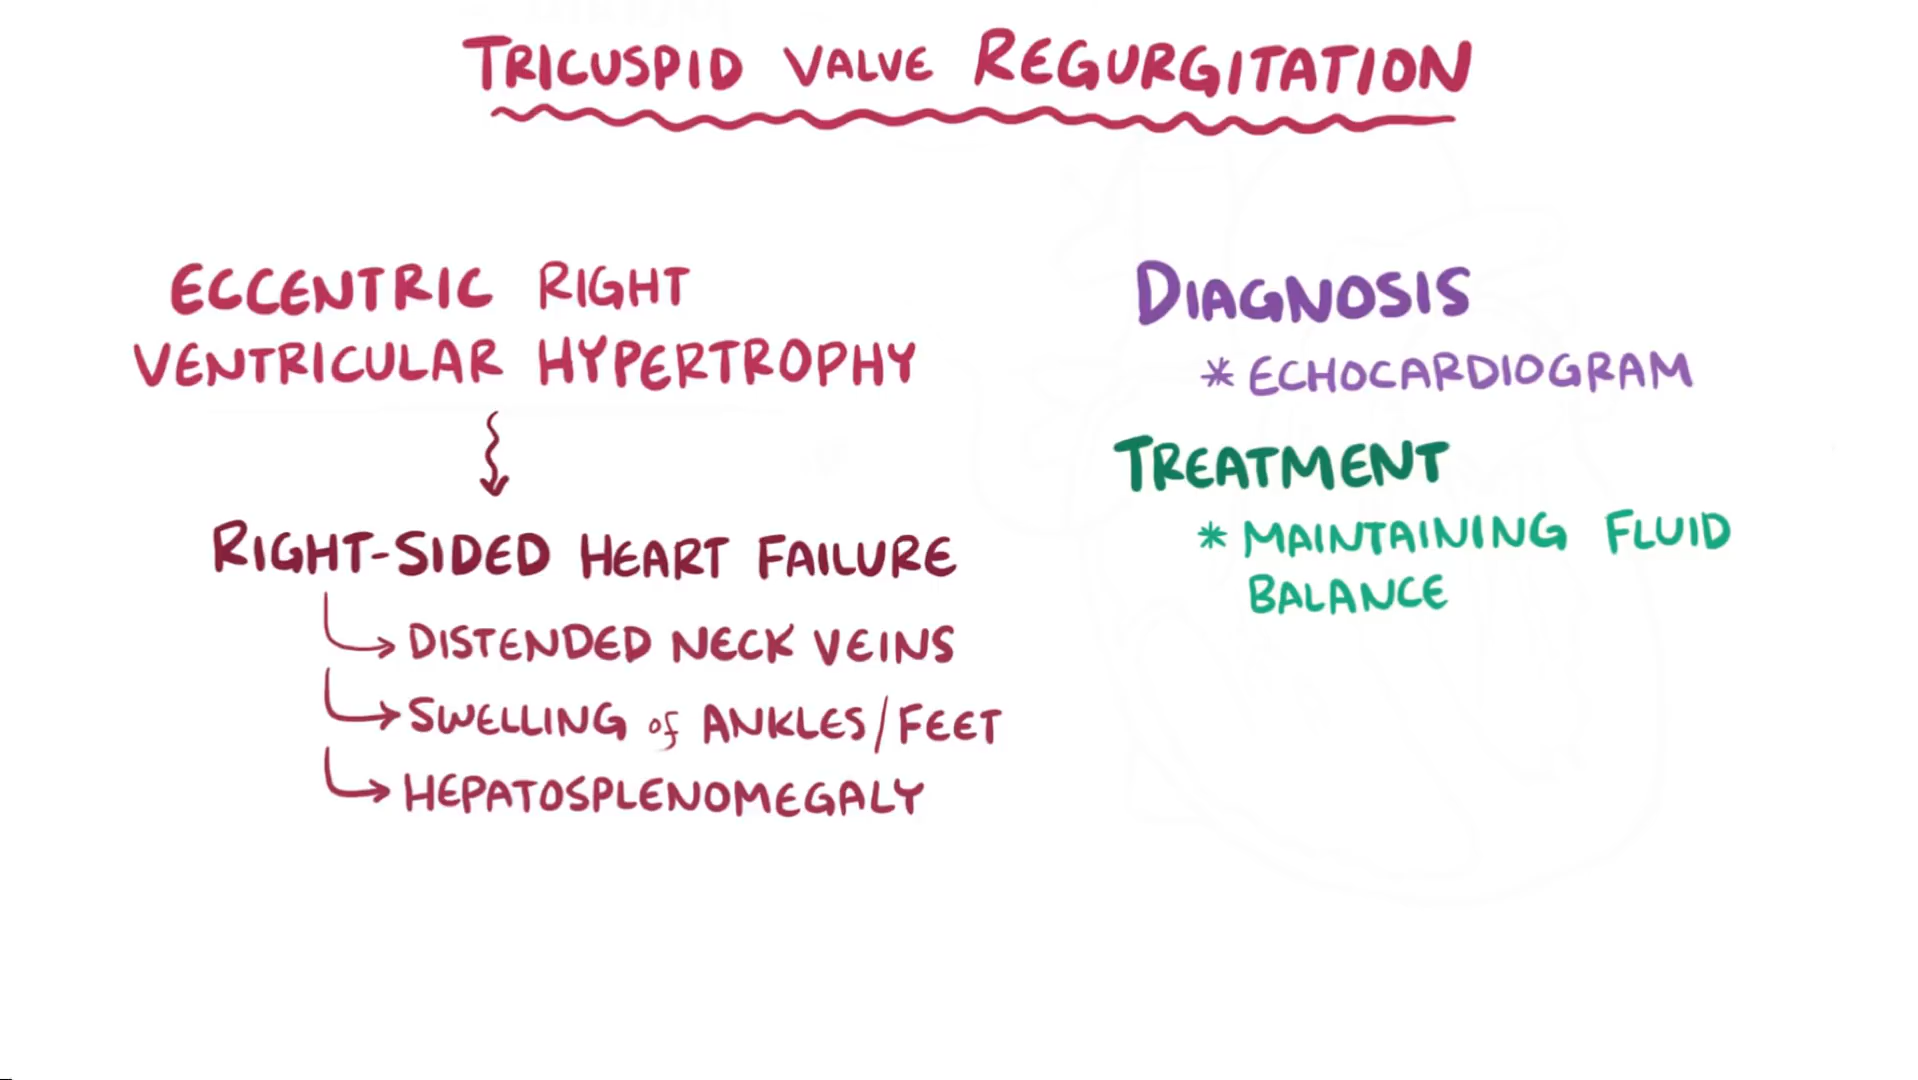 TRICUSPID VALVE REGURGITATION
ECCENTRIC RIGHT
VENTRICULAR HYPERTROPHY
RIGHT-SIDED HEART FAILURE
DISTENDED NECK VEINS
SWELLING of ANKLES/FEET
HEPATOSPLENOMEGALY
DIAGNOSIS
* ECHOCARDIOGRAM
TREATMENT
* MAINTAINING FLUID
BALANCE